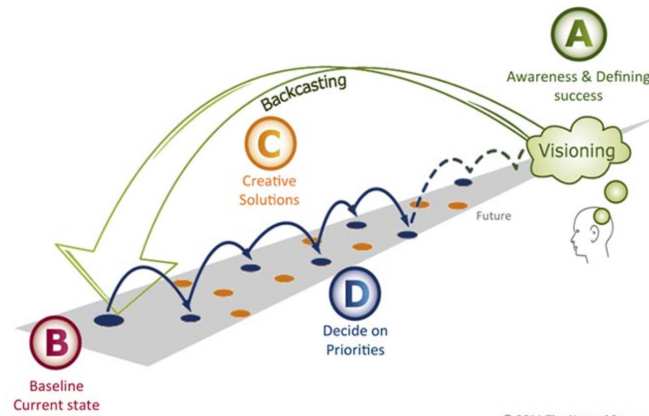 A
Awareness & Defining
success
Backcasting
Visioning
C
Creative
Solutions
Future
D
Decide on
Priorities
B
Baseline
Current state